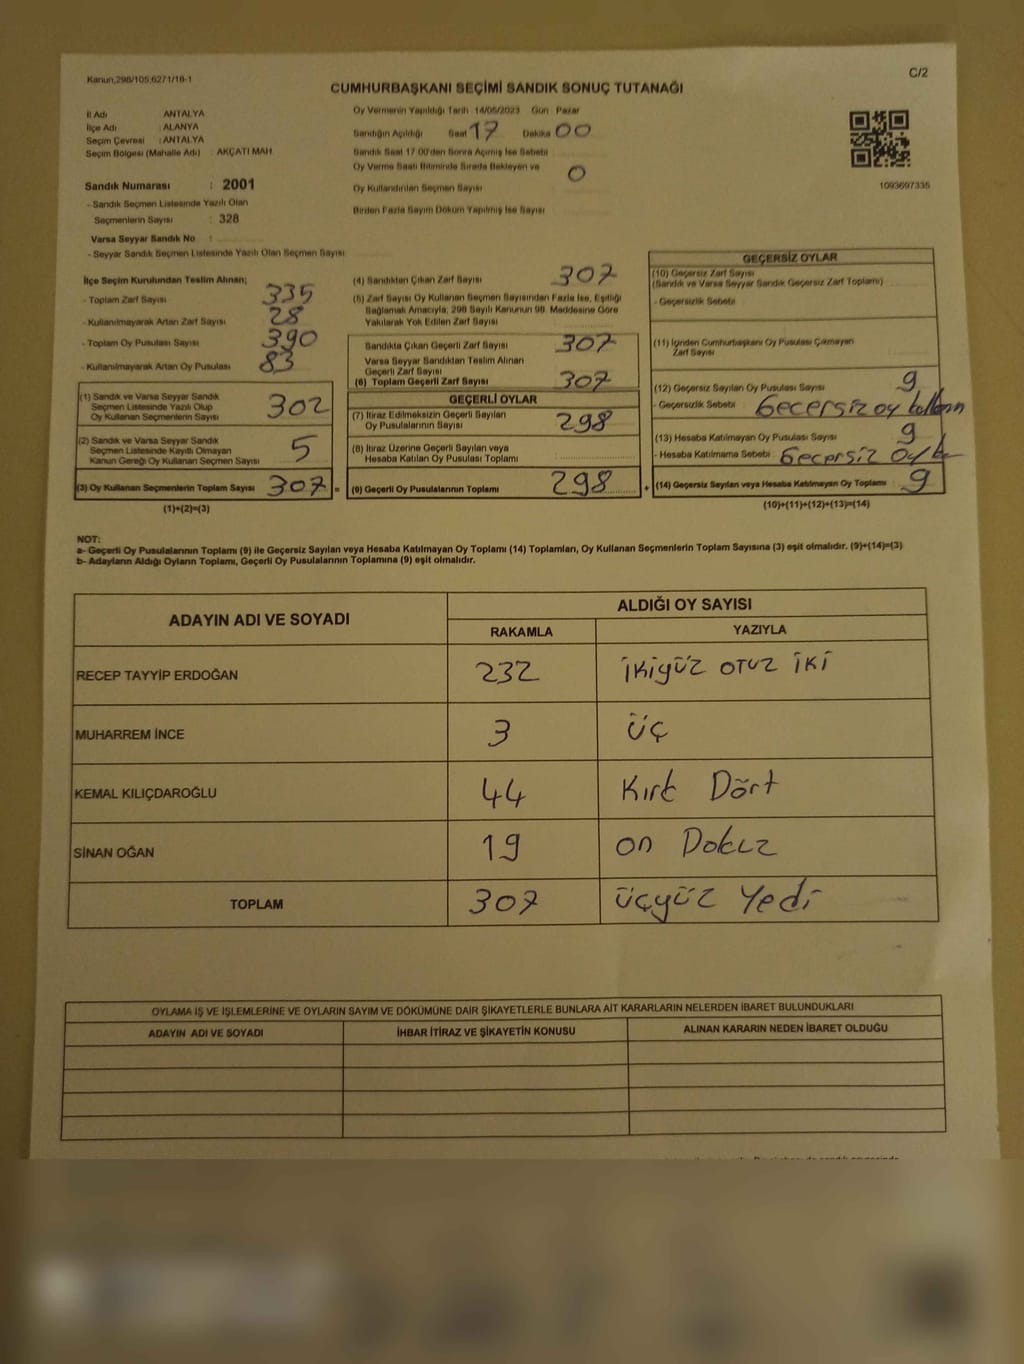 Kanun,298/105,627/1/18-1
C/2
CUMHURBAŞKANI SEÇİMİ SANDIK SONUÇ TUTANAĞI
İl Adı ANTALYA
İlçe Adı : ALANYA
Seçim Çevresi : ANTALYA
Seçim Bölgesi (Mahalle Adı) : AKÇATI MAH.
Sandık Numarası : 2001
- Sandık Seçmen Listesinde Yazılı Olan
Seçmenlerin Sayısı : 328
Varsa Seyyar Sandık No :
- Seyyar Sandık Seçmen Listesinde Yazılı Olan Seçmen Sayısı
Oy Vermenin Yapıldığı Tarih 14/05/2023 Gün : Pazar
Sandığın Açıldığı Saat 17 Dakika 00
Sandık Saat 17.00'den Sonra Açılmış İse Sebebi
Oy Verme Saati Bitiminde Sırada Bekleyen ve
Oy Kullandırılan Seçmen Sayısı 0
Birden Fazla Sayım Döküm Yapılmış İse Sayısı
1093697335
İlçe Seçim Kurulundan Teslim Alınan;
- Toplam Zarf Sayısı 335
- Kullanılmayarak Artan Zarf Sayısı 28
- Toplam Oy Pusulası Sayısı 390
- Kullanılmayarak Artan Oy Pusulası 83
(1) Sandık ve Varsa Seyyar Sandık
Seçmen Listesinde Yazılı Olup
Oy Kullanan Seçmenlerin Sayısı 302
(2) Sandık ve Varsa Seyyar Sandık
Seçmen Listesinde Kayıtlı Olmayan
Kanun Gereği Oy Kullanan Seçmen Sayısı 5
(3) Oy Kullanan Seçmenlerin Toplam Sayısı 307 =
(1)+(2)=(3)
(4) Sandıktan Çıkan Zarf Sayısı 307
(5) Zarf Sayısı Oy Kullanan Seçmen Sayısından Fazla İse, Eşitliği
Sağlamak Amacıyla, 298 Sayılı Kanunun 98. Maddesine Göre
Yakılarak Yok Edilen Zarf Sayısı
Sandıkta Çıkan Geçerli Zarf Sayısı 307
Varsa Seyyar Sandıktan Teslim Alınan
Geçerli Zarf Sayısı
(6) Toplam Geçerli Zarf Sayısı 307
GEÇERLİ OYLAR
(7) İtiraz Edilmeksizin Geçerli Sayılan
Oy Pusulalarının Sayısı 298
(8) İtiraz Üzerine Geçerli Sayılan veya
Hesaba Katılan Oy Pusulası Toplamı
(9) Geçerli Oy Pusulalarının Toplamı 298 +
GEÇERSİZ OYLAR
(10) Geçersiz Zarf Sayısı
(Sandık ve Varsa Seyyar Sandık Geçersiz Zarf Toplamı)
- Geçersizlik Sebebi
(11) İçinden Cumhurbaşkanı Oy Pusulası Çıkmayan
Zarf Sayısı
(12) Geçersiz Sayılan Oy Pusulası Sayısı 9
- Geçersizlik Sebebi Geçersiz oy
(13) Hesaba Katılmayan Oy Pusulası Sayısı 9
- Hesaba Katılmama Sebebi : Geçersiz Oy
(14) Geçersiz Sayılan veya Hesaba Katılmayan Oy Toplamı 9
(10)+(11)+(12)+(13)=(14)
NOT:
a- Geçerli Oy Pusulalarının Toplamı (9) ile Geçersiz Sayılan veya Hesaba Katılmayan Oy Toplamı (14) Toplamları, Oy Kullanan Seçmenlerin Toplam Sayısına (3) eşit olmalıdır. (9)+(14)=(3)
b- Adayların Aldığı Oyların Toplamı, Geçerli Oy Pusulalarının Toplamına (9) eşit olmalıdır.
ADAYIN ADI VE SOYADI ALDIĞI OY SAYISI
RAKAMLA YAZIYLA
RECEP TAYYİP ERDOĞAN 232 ikiyüz otuz iki
MUHARREM İNCE 3 üç
KEMAL KILIÇDAROĞLU 44 Kırk Dört
SİNAN OĞAN 19 on Dokuz
TOPLAM 307 üçyüz Yedi
OYLAMA İŞ VE İŞLEMLERİNE VE OYLARIN SAYIM VE DÖKÜMÜNE DAİR ŞİKAYETLERLE BUNLARA AİT KARARLARIN NELERDEN İBARET BULUNDUKLARI
ADAYIN ADI VE SOYADI İHBAR İTİRAZ VE ŞİKAYETİN KONUSU ALINAN KARARIN NEDEN İBARET OLDUĞU